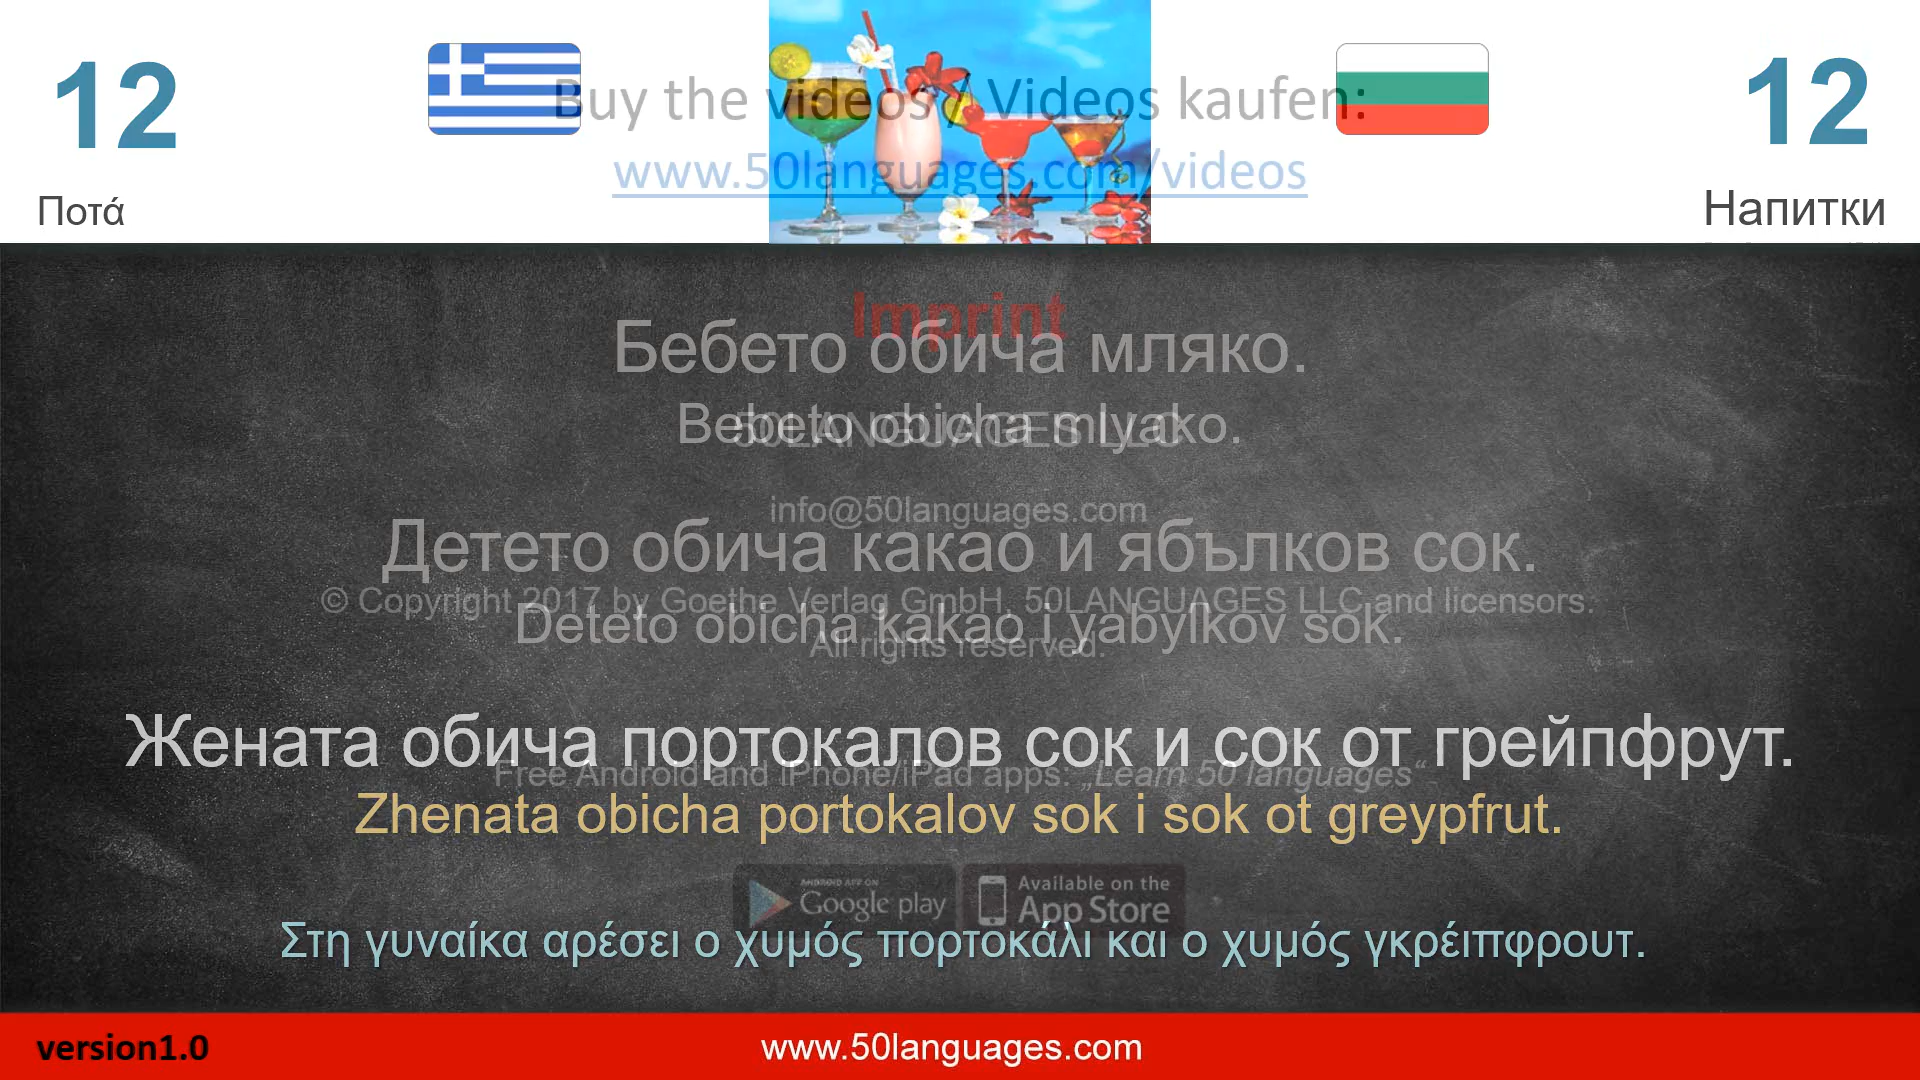 12
12
Buy the videos / Videos kaufen:
www.50languages.com/videos
Ποτά
Напитки
Imprint
Бебето обича мляко.
Bebeto obicha mlyako.
50LANGUAGES LLC
info@50languages.com
Детето обича какао и ябълков сок.
© Copyright 2017 by Goethe Verlag GmbH, 50LANGUAGES LLC and licensors.
Deteto obicha kakao i yabylkov sok.
All rights reserved.
Жената обича портокалов сок и сок от грейпфрут.
Free Android and iPhone/iPad apps: „Learn 50 languages“
Zhenata obicha portokalov sok i sok ot greypfrut.
ANDROID APP ON
Google play
Available on the
App Store
Στη γυναίκα αρέσει ο χυμός πορτοκάλι και ο χυμός γκρέιπφρουτ.
version1.0
www.50languages.com